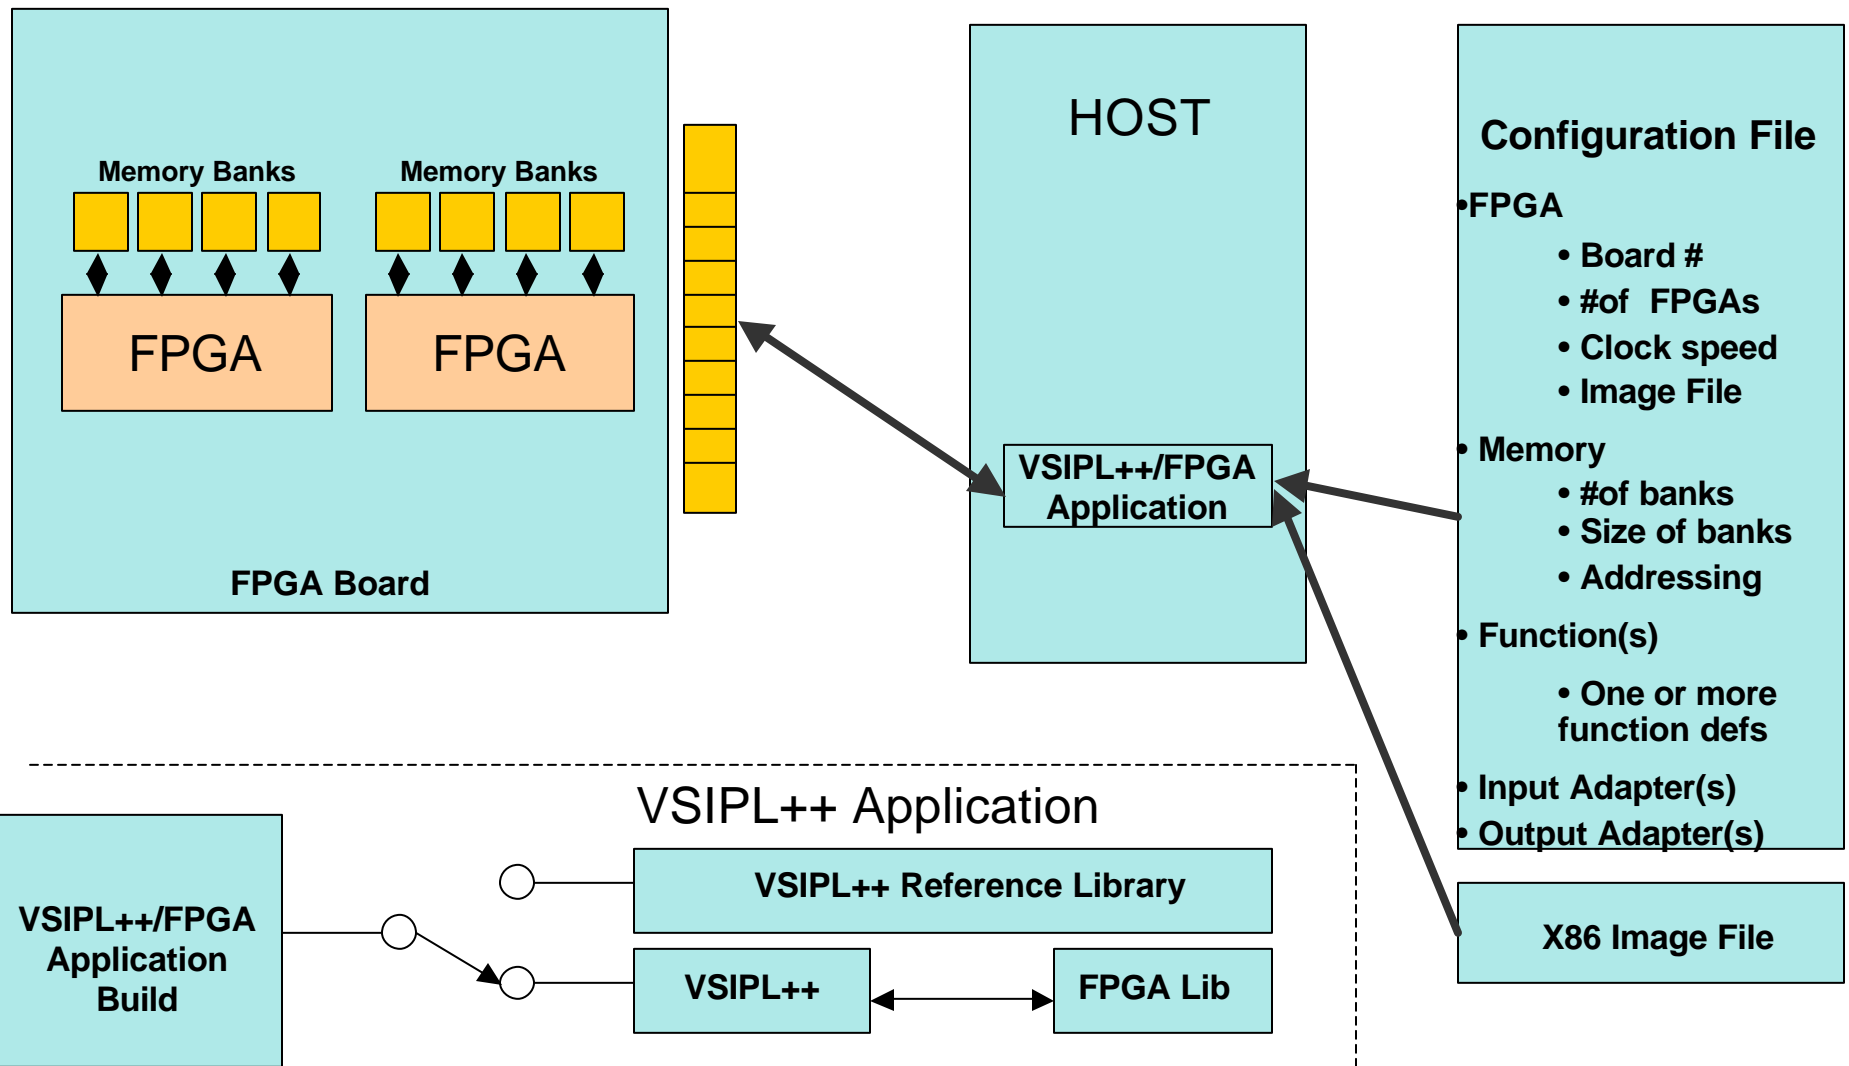 Memory Banks
Memory Banks
FPGA
FPGA
FPGA Board
HOST
VSIPL++/FPGA
Application
Configuration File
•FPGA
• Board #
• #of FPGAs
• Clock speed
• Image File
• Memory
• #of banks
• Size of banks
• Addressing
• Function(s)
• One or more
function defs
• Input Adapter(s)
• Output Adapter(s)
X86 Image File
VSIPL++ Application
VSIPL++/FPGA
Application
Build
VSIPL++ Reference Library
VSIPL++
FPGA Lib